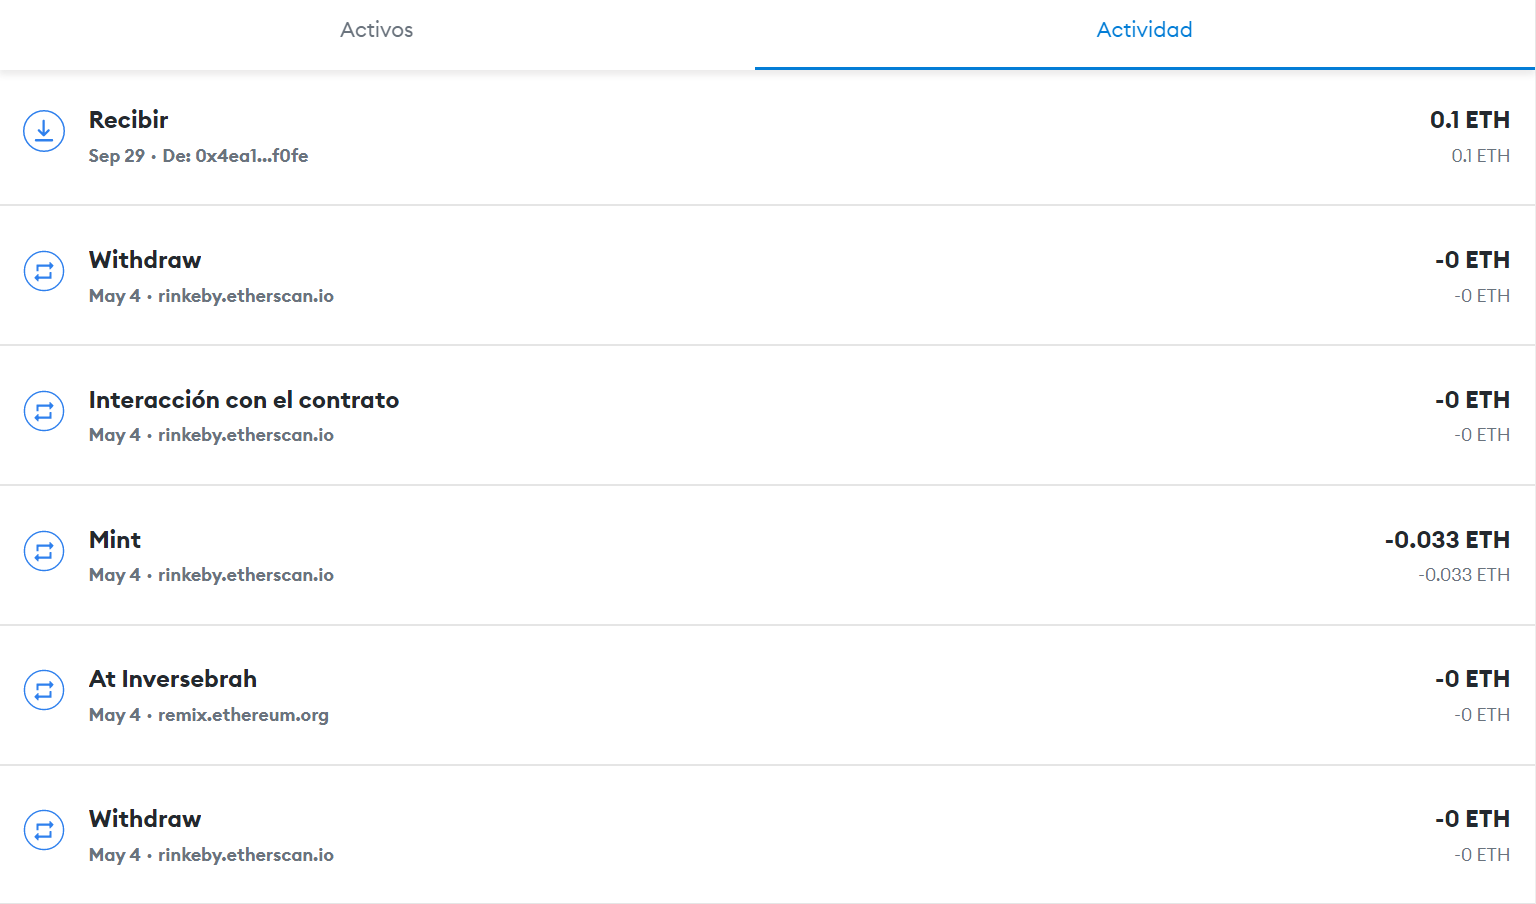 Activos
Actividad
Recibir
0.1 ETH
Sep 29 · De: 0x4ea1...f0fe
0.1 ETH
Withdraw
-0 ETH
May 4 · rinkeby.etherscan.io
-0 ETH
Interacción con el contrato
-0 ETH
May 4 · rinkeby.etherscan.io
-0 ETH
Mint
-0.033 ETH
May 4 · rinkeby.etherscan.io
-0.033 ETH
At Inversebrah
-0 ETH
May 4 · remix.ethereum.org
-0 ETH
Withdraw
-0 ETH
May 4 · rinkeby.etherscan.io
-0 ETH